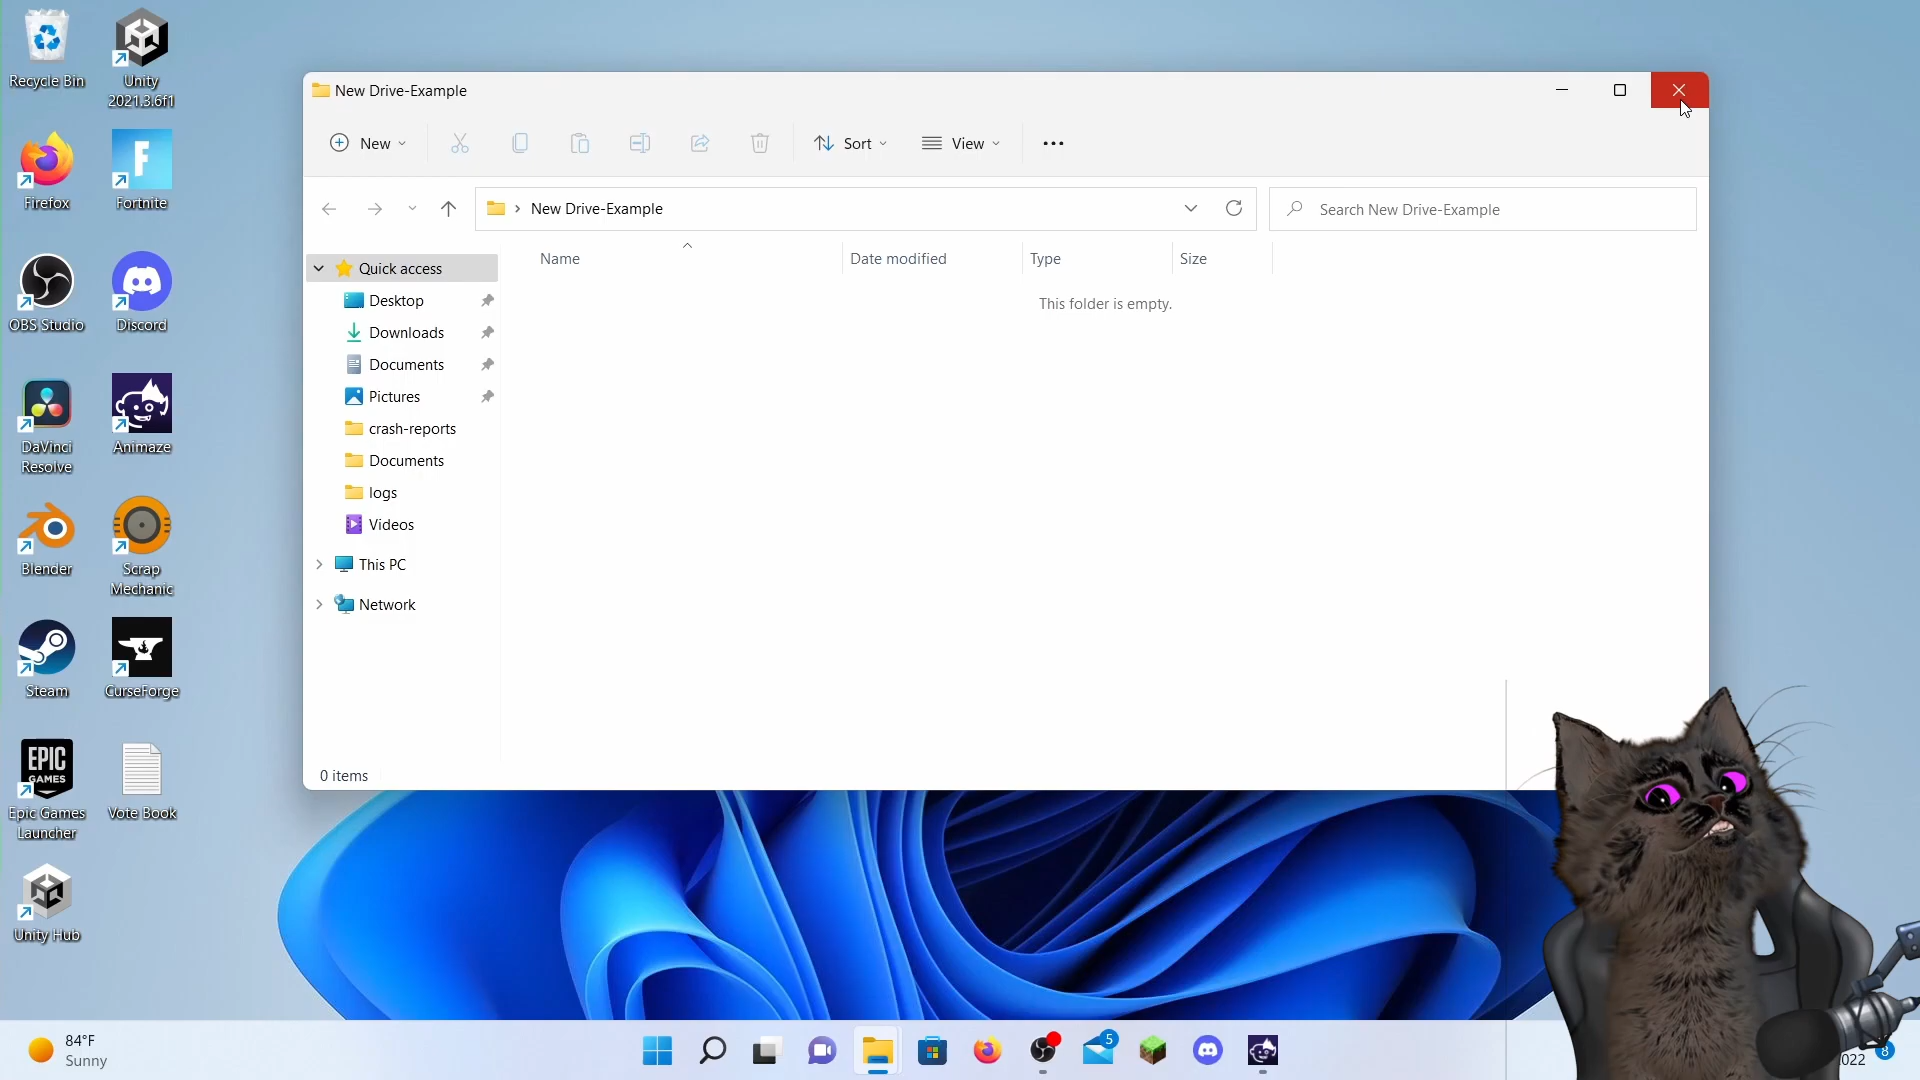 Recycle Bin
Unity
2021.3.6f1
Firefox
Fortnite
OBS Studio
Discord
DaVinci
Resolve
Animaze
Blender
Scrap
Mechanic
Steam
CurseForge
EPIC
GAMES
Epic Games
Launcher
Vote Book
Unity Hub
New Drive-Example
New
Sort
View
New Drive-Example
Search New Drive-Example
Name
Date modified
Type
Size
This folder is empty.
Quick access
Desktop
Downloads
Documents
Pictures
crash-reports
Documents
logs
Videos
This PC
Network
0 items
84°F
Sunny
5
022
8